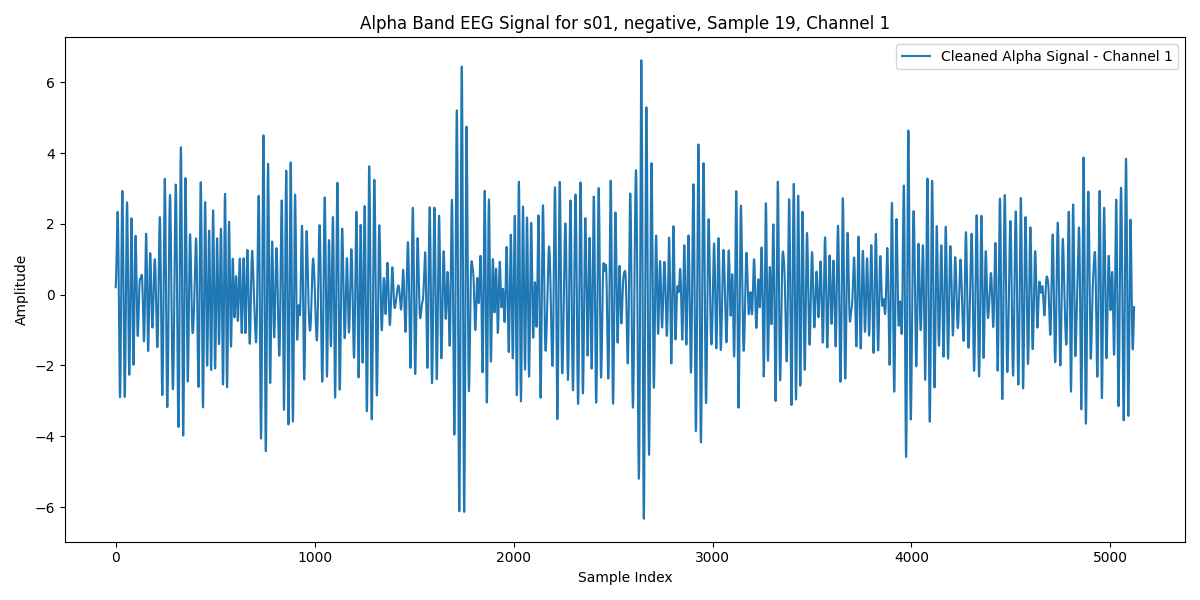 Alpha Band EEG Signal for s01, negative, Sample 19, Channel 1
Cleaned Alpha Signal - Channel 1
Amplitude
6
4
2
0
−2
−4
−6
0 1000 2000 3000 4000 5000
Sample Index